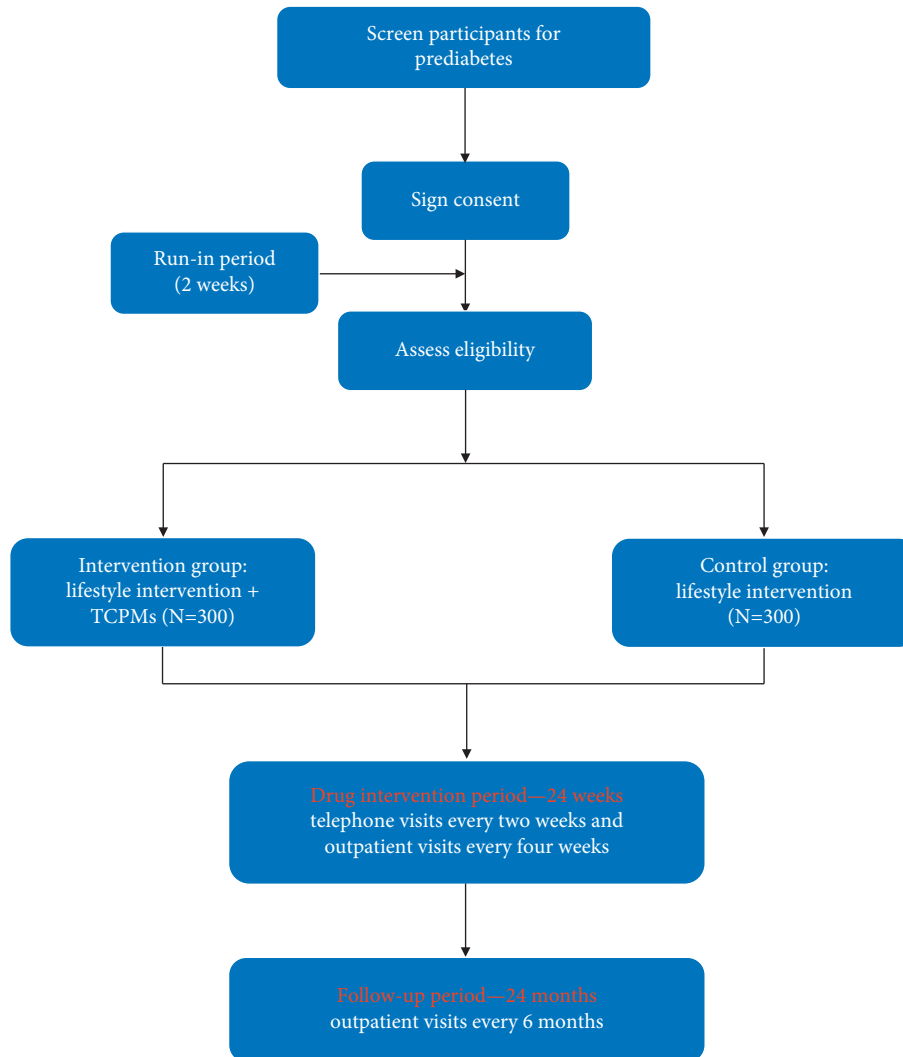 Screen participants for
prediabetes
Sign consent
Run-in period
(2 weeks)
Assess eligibility
Intervention group:
lifestyle intervention +
TCPMs (N=300)
Control group:
lifestyle intervention
(N=300)
Drug intervention period—24 weeks
telephone visits every two weeks and
outpatient visits every four weeks
Follow-up period—24 months
outpatient visits every 6 months